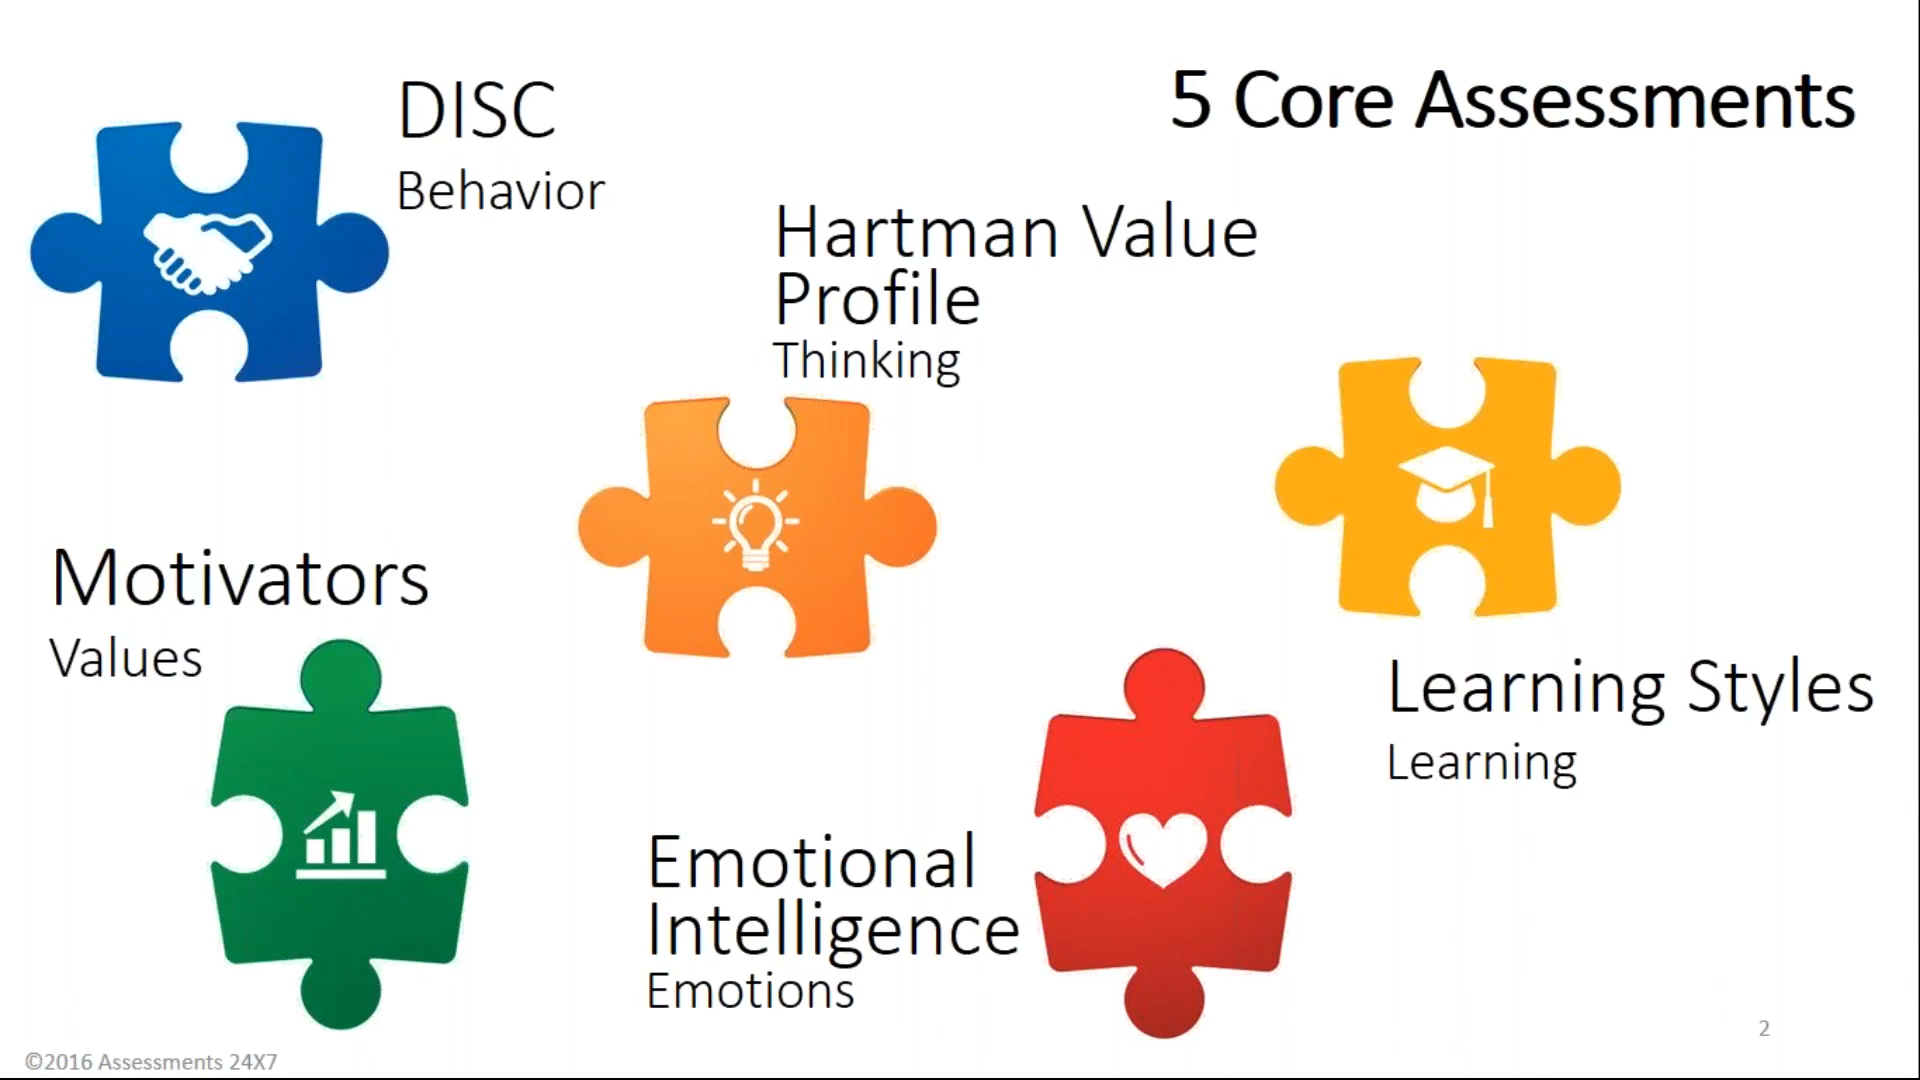 5 Core Assessments
DISC
Behavior
Hartman Value
Profile
Thinking
Motivators
Values
Learning Styles
Learning
Emotional
Intelligence
Emotions
2
©2016 Assessments 24X7